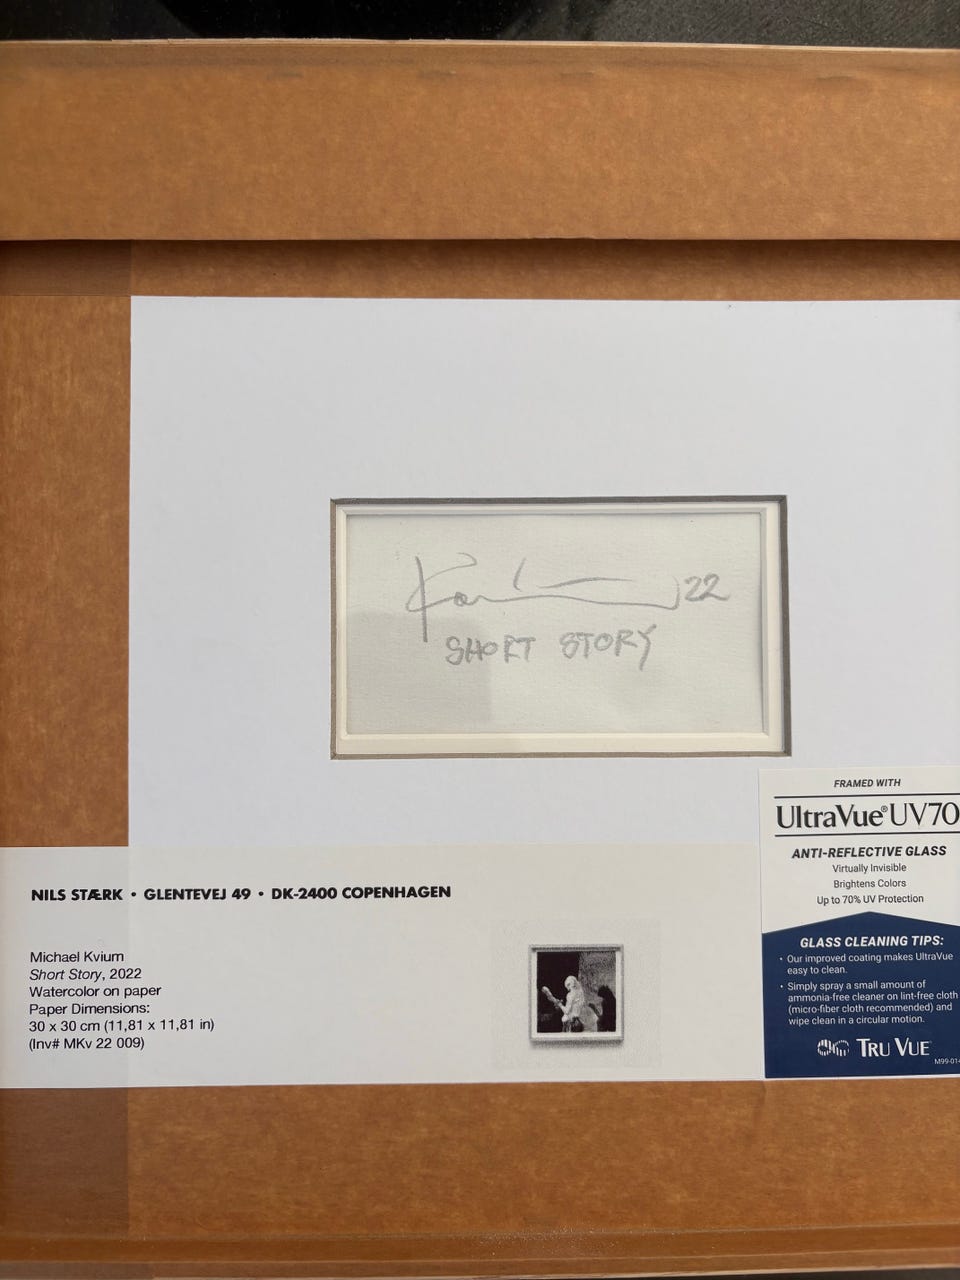 Kvium 22
SHORT STORY
FRAMED WITH
UltraVue® UV70
ANTI-REFLECTIVE GLASS
Virtually Invisible
Brightens Colors
Up to 70% UV Protection
GLASS CLEANING TIPS:
• Our improved coating makes UltraVue
easy to clean.
• Simply spray a small amount of
ammonia-free cleaner on lint-free cloth
(micro-fiber cloth recommended) and
wipe clean in a circular motion.
TRU VUE
NILS STÆRK • GLENTEVEJ 49 • DK-2400 COPENHAGEN
Michael Kvium
Short Story, 2022
Watercolor on paper
Paper Dimensions:
30 x 30 cm (11,81 x 11,81 in)
(Inv# MKv 22 009)